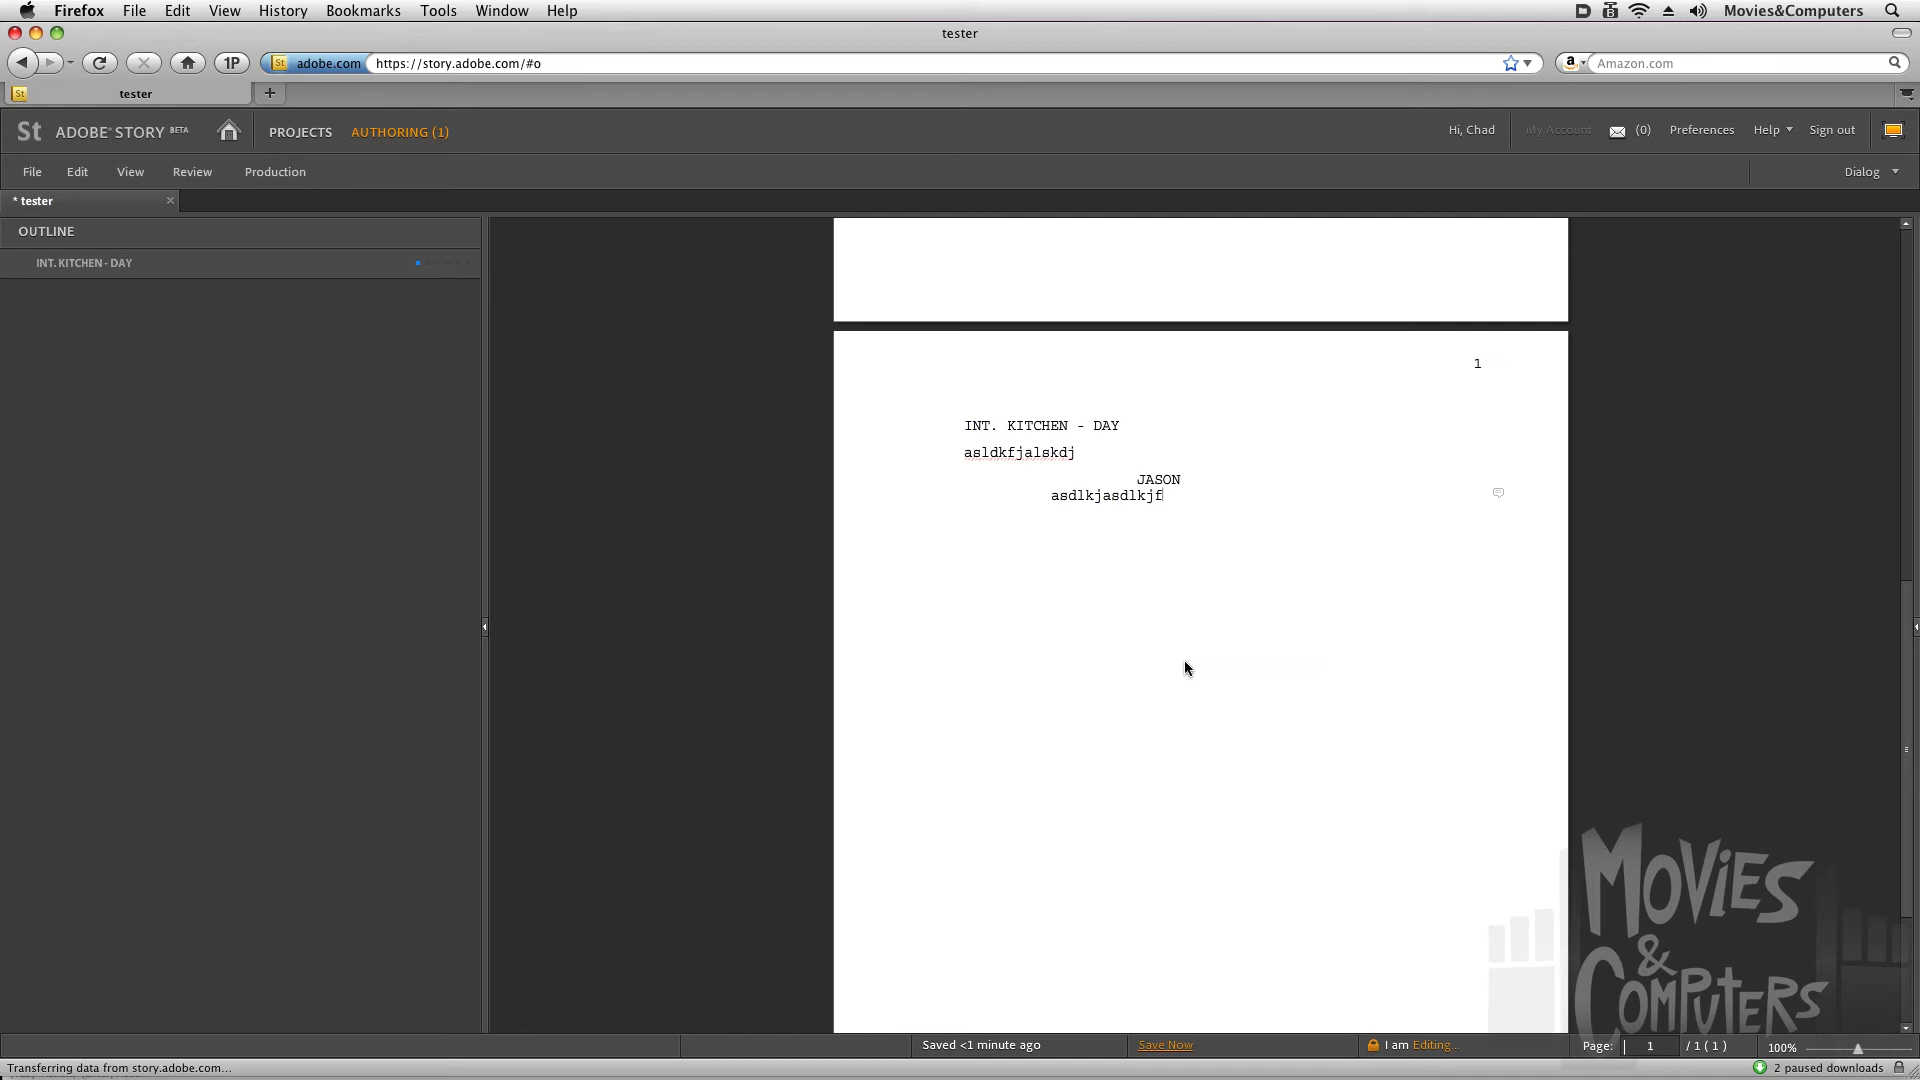 Firefox File Edit View History Bookmarks Tools Window Help Movies&Computers
tester
1P adobe.com https://story.adobe.com/#o Amazon.com
St tester
St ADOBE® STORY BETA PROJECTS AUTHORING (1) Hi, Chad My Account (0) Preferences Help Sign out
File Edit View Review Production Dialog
* tester
OUTLINE
INT. KITCHEN - DAY
1
INT. KITCHEN - DAY
asldkfjalskdj
JASON
asdlkjasdlkjf
MOVIES
&
COMPUTERS
Saved <1 minute ago Save Now I am Editing... Page: 1 / 1 ( 1 ) 100%
Transferring data from story.adobe.com... 2 paused downloads